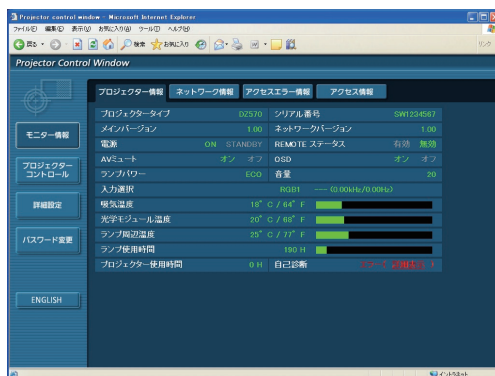 Projector control window - Microsoft Internet Explorer
ファイル(F) 編集(E) 表示(V) お気に入り(A) ツール(T) ヘルプ(H)
戻る 検索 お気に入り
Projector Control Window
プロジェクター情報 ネットワーク情報 アクセスエラー情報 アクセス情報
モニター情報
プロジェクター
コントロール
詳細設定
パスワード変更
ENGLISH
プロジェクタータイプ DZ570 シリアル番号 SW1234567
メインバージョン 1.00 ネットワークバージョン 1.00
電源 ON STANDBY REMOTE ステータス 有効 無効
AVミュート オン オフ OSD オン オフ
ランプパワー ECO 音量 20
入力選択 RGB1 --- (0.00kHz/0.00Hz)
吸気温度 18° C / 64° F
光学モジュール温度 20° C / 68° F
ランプ周辺温度 25° C / 77° F
ランプ使用時間 190 H
プロジェクター使用時間 0 H 自己診断
イントラネット